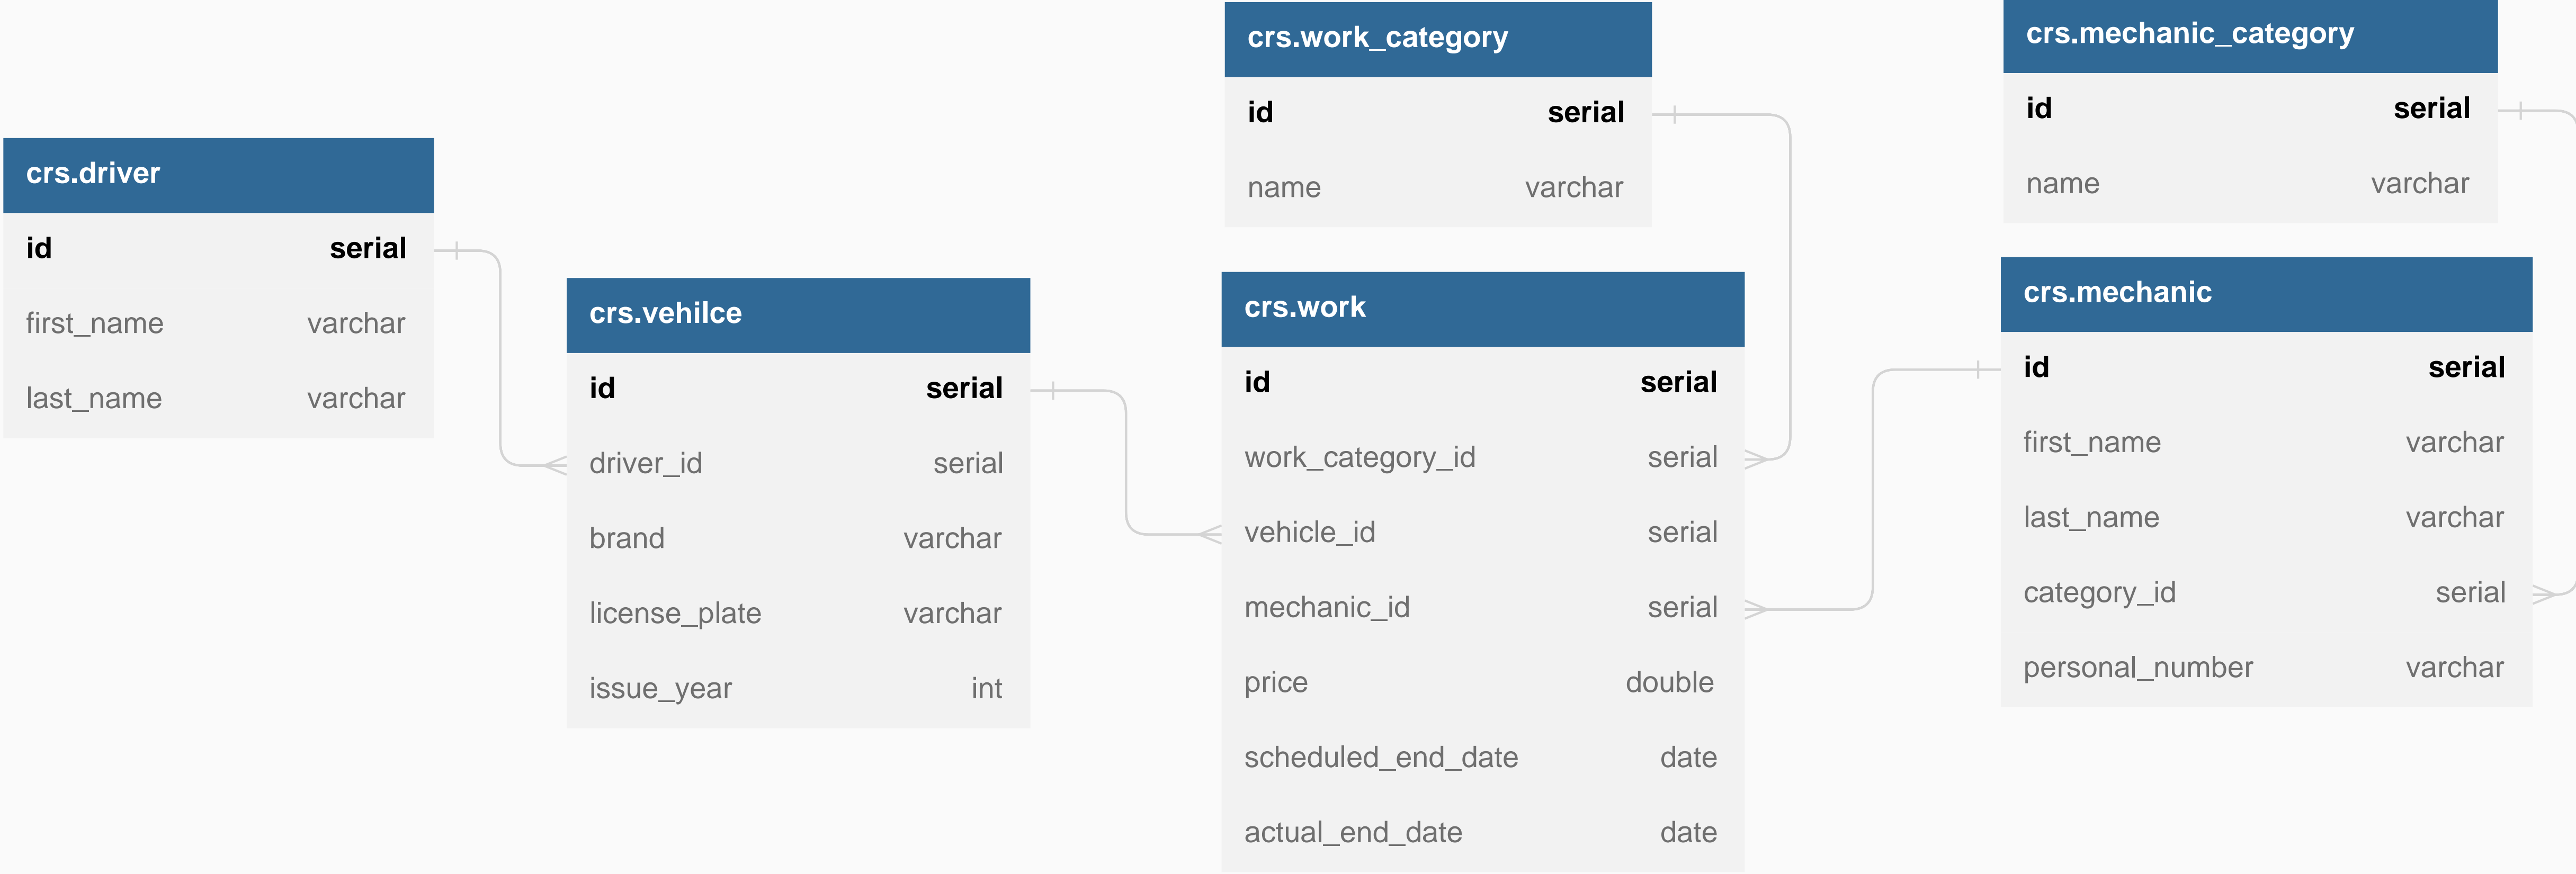 crs.driver
id serial
first_name varchar
last_name varchar
crs.vehilce
id serial
driver_id serial
brand varchar
license_plate varchar
issue_year int
crs.work_category
id serial
name varchar
crs.work
id serial
work_category_id serial
vehicle_id serial
mechanic_id serial
price double
scheduled_end_date date
actual_end_date date
crs.mechanic_category
id serial
name varchar
crs.mechanic
id serial
first_name varchar
last_name varchar
category_id serial
personal_number varchar